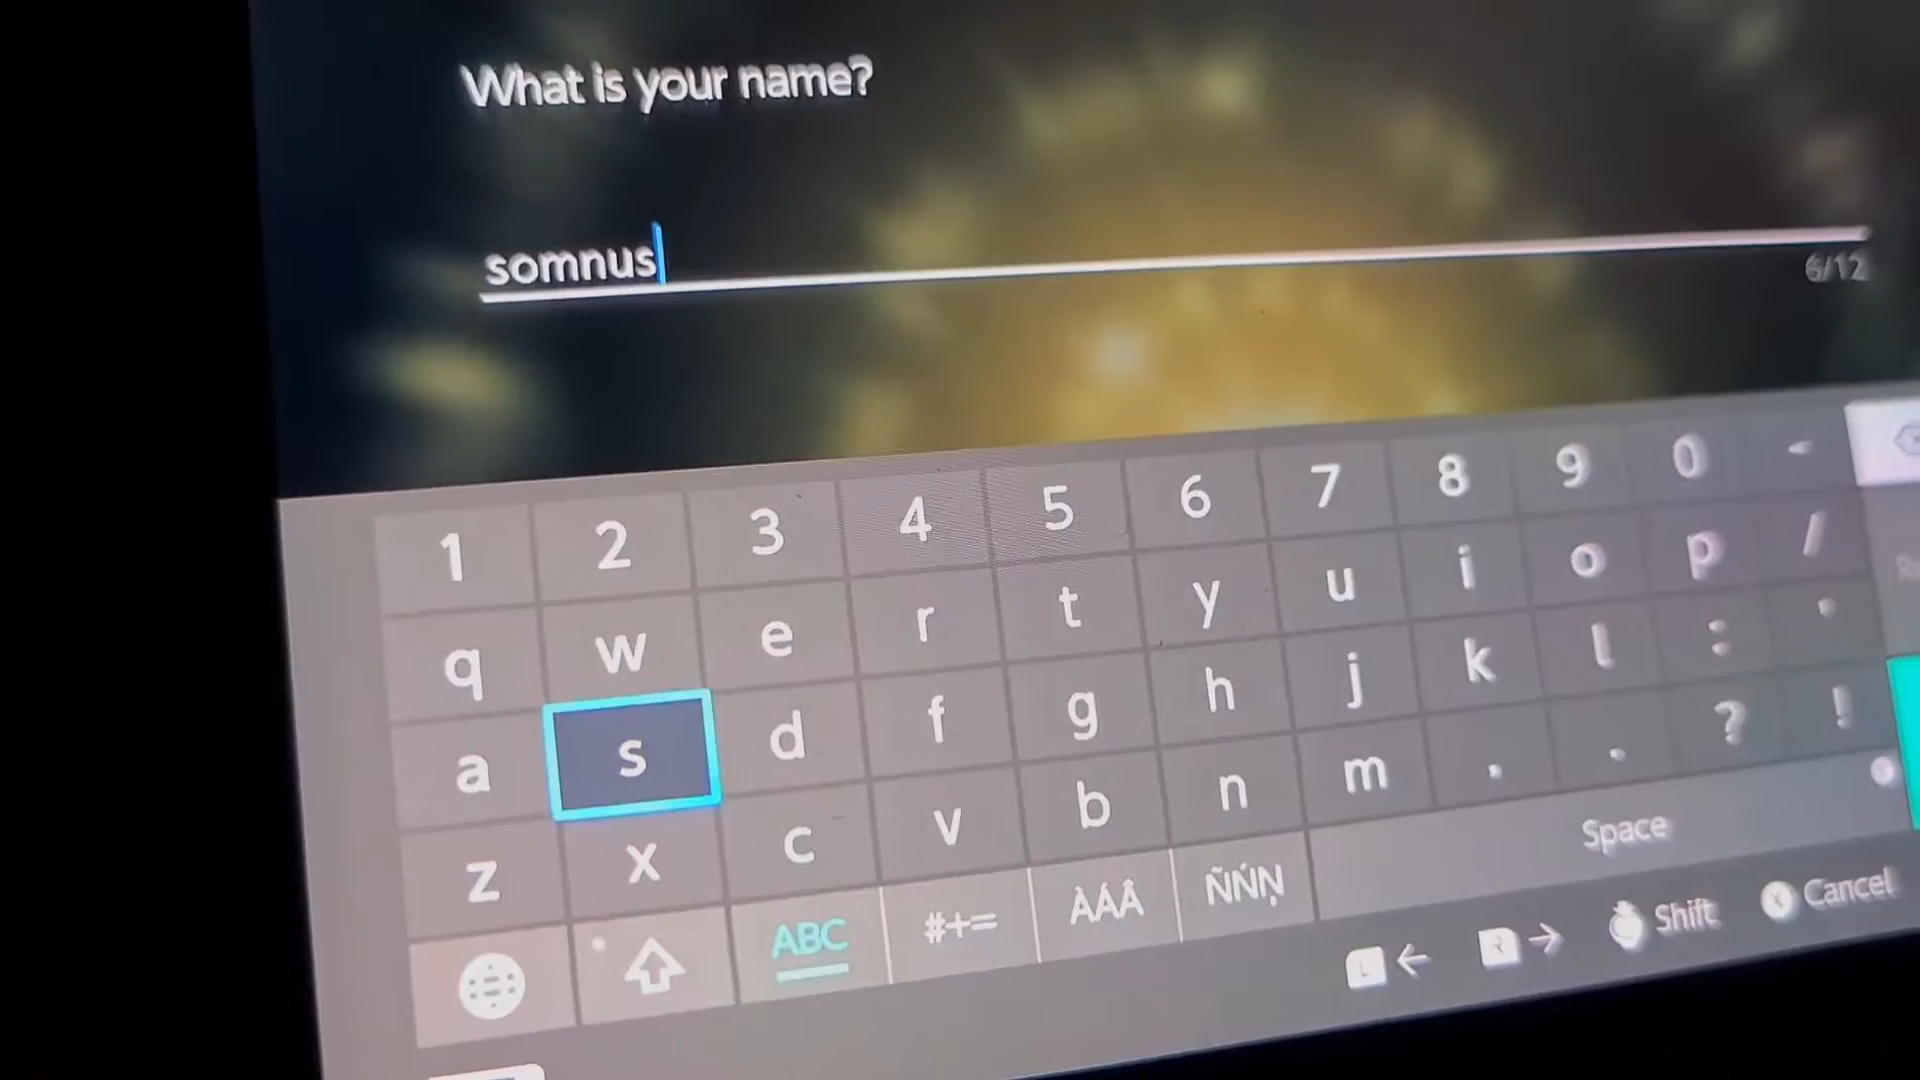 What is your name?
somnus
6/12
1 2 3 4 5 6 7 8 9 0 -
q w e r t y u i o p /
a s d f g h j k l : '
z x c v b n m , . ? !
ABC #+= ÀÁÂ ÑŃṆ Space
L ← R → Shift X Cancel